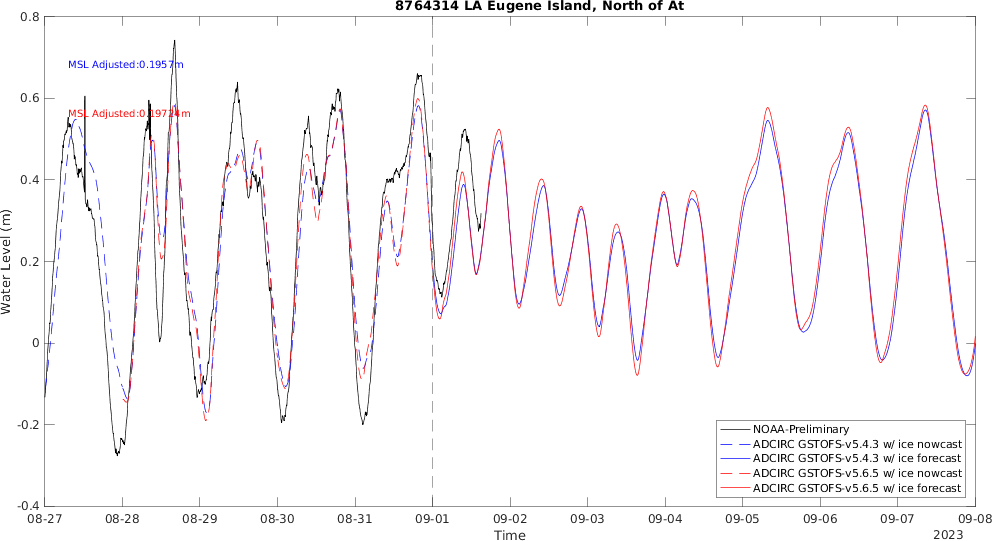 8764314 LA Eugene Island, North of At
MSL Adjusted:0.1957m
MSL Adjusted:0.19724m
Water Level (m)
0.8
0.6
0.4
0.2
0
-0.2
-0.4
NOAA-Preliminary
ADCIRC GSTOFS-v5.4.3 w/ ice nowcast
ADCIRC GSTOFS-v5.4.3 w/ ice forecast
ADCIRC GSTOFS-v5.6.5 w/ ice nowcast
ADCIRC GSTOFS-v5.6.5 w/ ice forecast
08-27 08-28 08-29 08-30 08-31 09-01 09-02 09-03 09-04 09-05 09-06 09-07 09-08
Time
2023